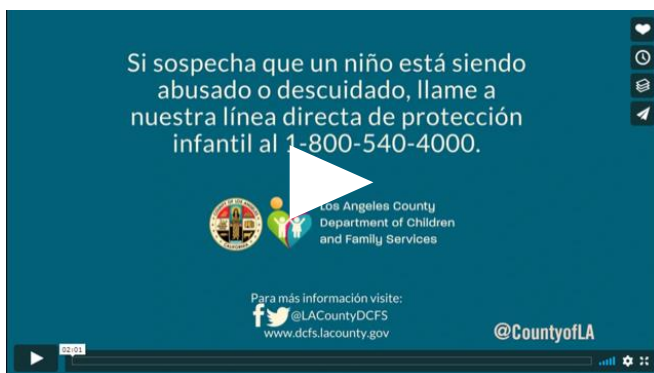 Si sospecha que un niño está siendo
abusado o descuidado, llame a
nuestra línea directa de protección
infantil al 1-800-540-4000.
Los Angeles County
Department of Children
and Family Services
Para más información visite:
@LACountyDCFS
www.dcfs.lacounty.gov
@CountyofLA
02:01